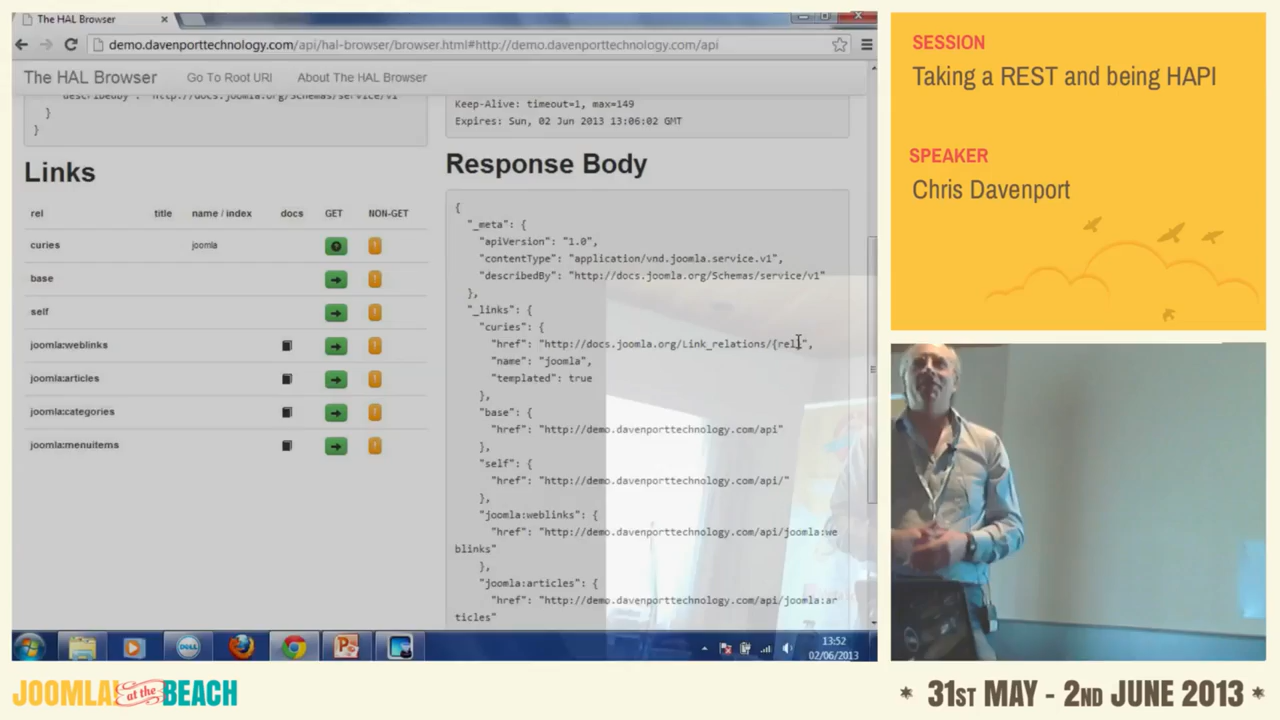 The HAL Browser
demo.davenporttechnology.com/api/hal-browser/browser.html#http://demo.davenporttechnology.com/api
The HAL Browser
Go To Root URI
About The HAL Browser
describedBy": "http://docs.joomla.org/Schemas/service/v1"
}
}
Links
rel title name / index docs GET NON-GET
curies joomla
base
self
joomla:weblinks
joomla:articles
joomla:categories
joomla:menuitems
Keep-Alive: timeout=1, max=149
Expires: Sun, 02 Jun 2013 13:06:02 GMT
Response Body
{
"_meta": {
"apiVersion": "1.0",
"contentType": "application/vnd.joomla.service.v1",
"describedBy": "http://docs.joomla.org/Schemas/service/v1"
},
"_links": {
"curies": {
"href": "http://docs.joomla.org/Link_relations/{rel}",
"name": "joomla",
"templated": true
},
"base": {
"href": "http://demo.davenporttechnology.com/api"
},
"self": {
"href": "http://demo.davenporttechnology.com/api/"
},
"joomla:weblinks": {
"href": "http://demo.davenporttechnology.com/api/joomla:we
blinks"
},
"joomla:articles": {
"href": "http://demo.davenporttechnology.com/api/joomla:ar
ticles"
13:52
02/06/2013
SESSION
Taking a REST and being HAPI
SPEAKER
Chris Davenport
JOOMLA! at the BEACH
* 31ST MAY - 2ND JUNE 2013 *